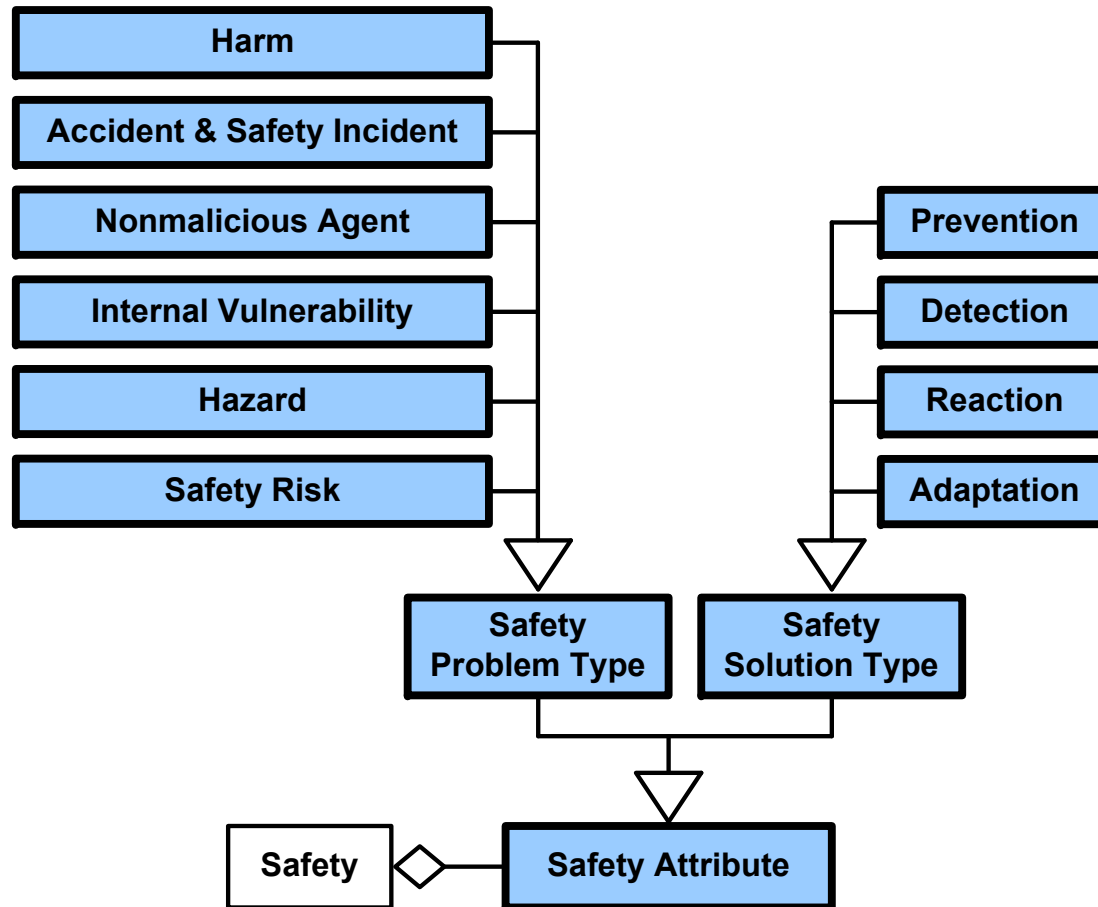 Harm
Accident & Safety Incident
Nonmalicious Agent
Internal Vulnerability
Hazard
Safety Risk
Prevention
Detection
Reaction
Adaptation
Safety
Problem Type
Safety
Solution Type
Safety
Safety Attribute